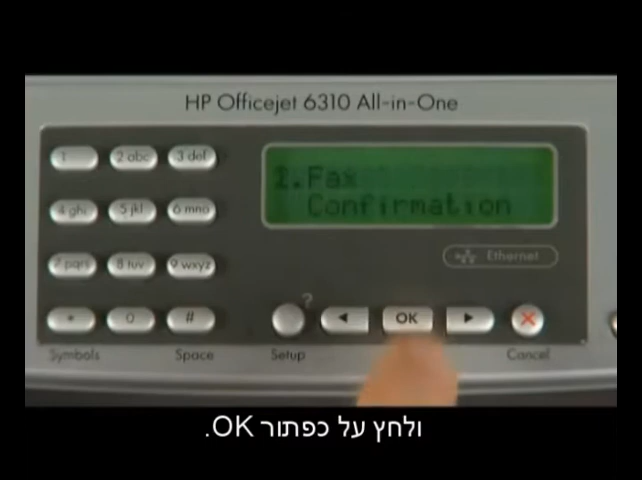 HP Officejet 6310 All-in-One
1
2 abc
3 def
1.Fax
Confirmation
4 ghi
5 jkl
6 mno
7 pqrs
8 tuv
9 wxyz
Ethernet
*
0
#
?
OK
Symbols
Space
Setup
Cancel
ולחץ על כפתור OK.